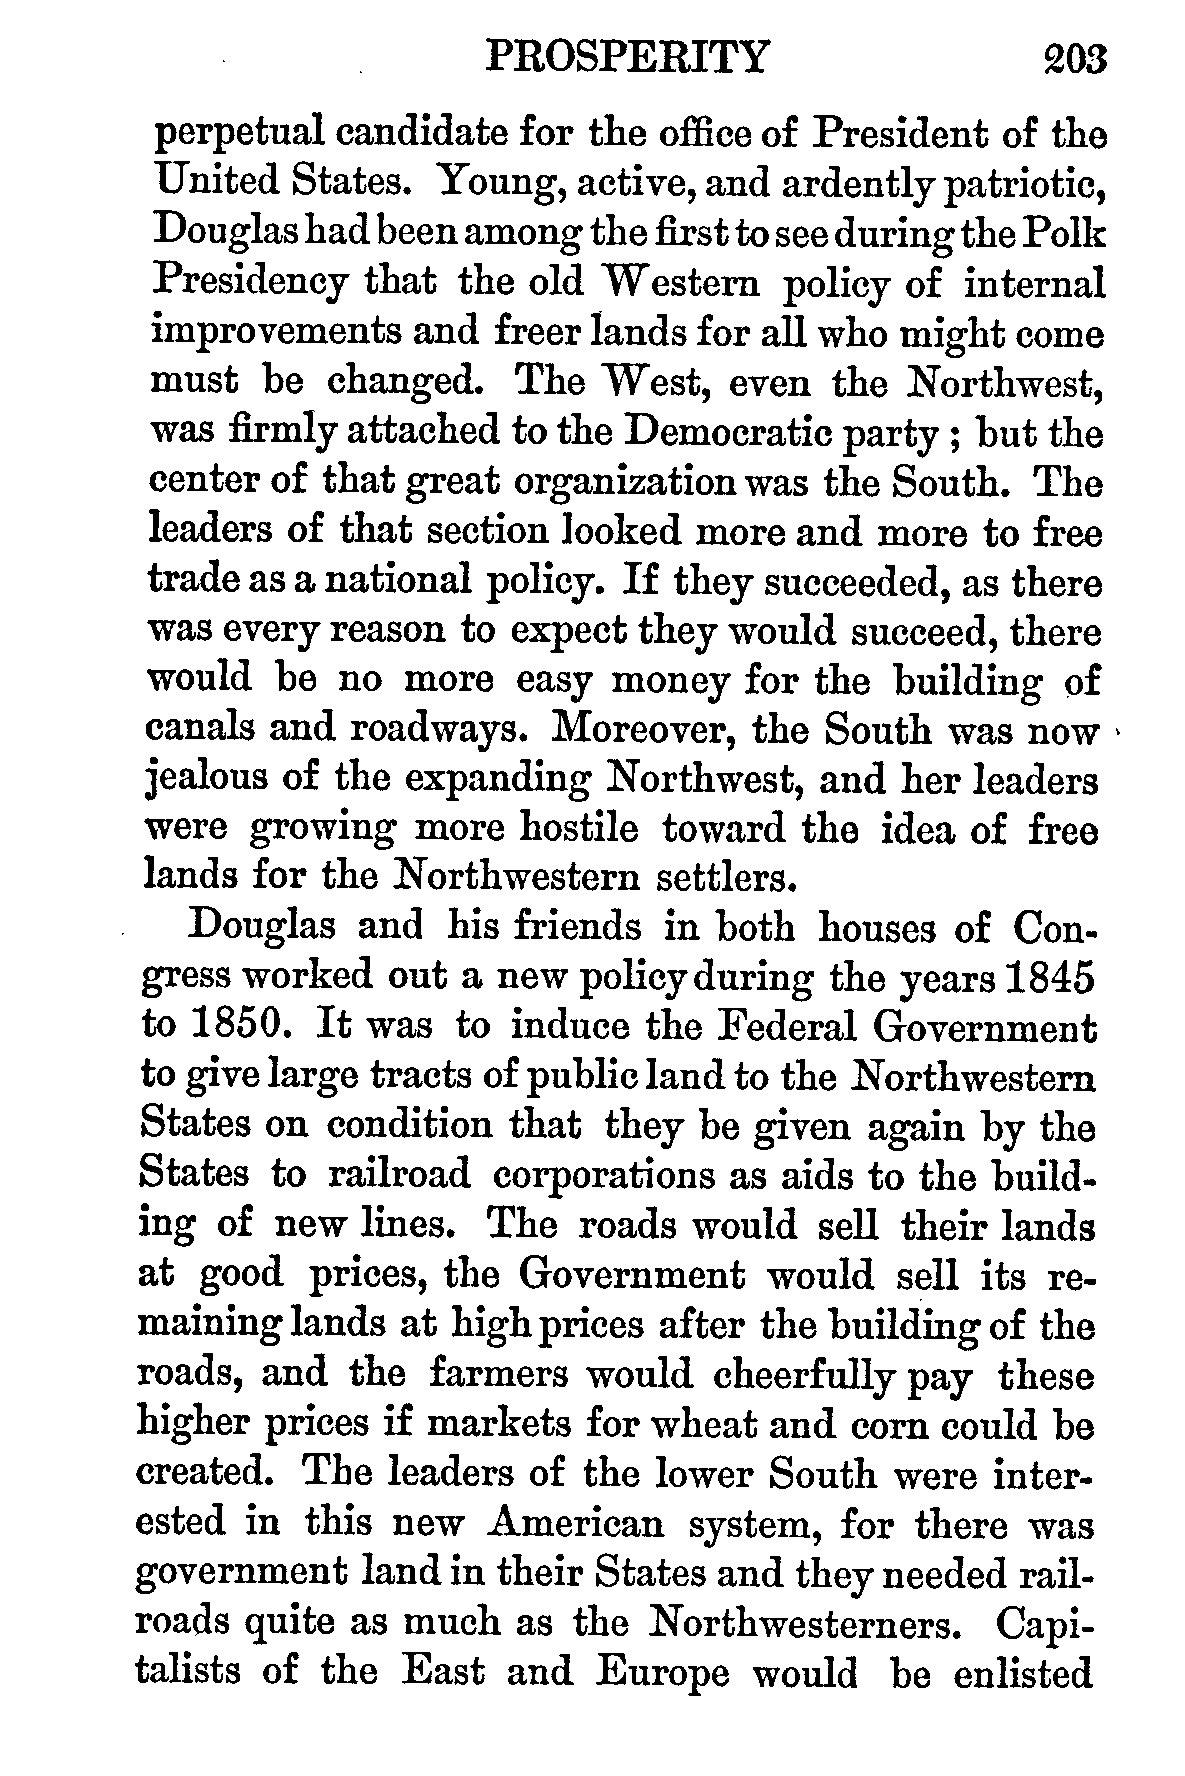 PROSPERITY 203
perpetual candidate for the office of President of the
United States. Young, active, and ardently patriotic,
Douglas had been among the first to see during the Polk
Presidency that the old Western policy of internal
improvements and freer lands for all who might come
must be changed. The West, even the Northwest,
was firmly attached to the Democratic party ; but the
center of that great organization was the South. The
leaders of that section looked more and more to free
trade as a national policy. If they succeeded, as there
was every reason to expect they would succeed, there
would be no more easy money for the building of
canals and roadways. Moreover, the South was now
jealous of the expanding Northwest, and her leaders
were growing more hostile toward the idea of free
lands for the Northwestern settlers.
Douglas and his friends in both houses of Con-
gress worked out a new policy during the years 1845
to 1850. It was to induce the Federal Government
to give large tracts of public land to the Northwestern
States on condition that they be given again by the
States to railroad corporations as aids to the build-
ing of new lines. The roads would sell their lands
at good prices, the Government would sell its re-
maining lands at high prices after the building of the
roads, and the farmers would cheerfully pay these
higher prices if markets for wheat and corn could be
created. The leaders of the lower South were inter-
ested in this new American system, for there was
government land in their States and they needed rail-
roads quite as much as the Northwesterners. Capi-
talists of the East and Europe would be enlisted